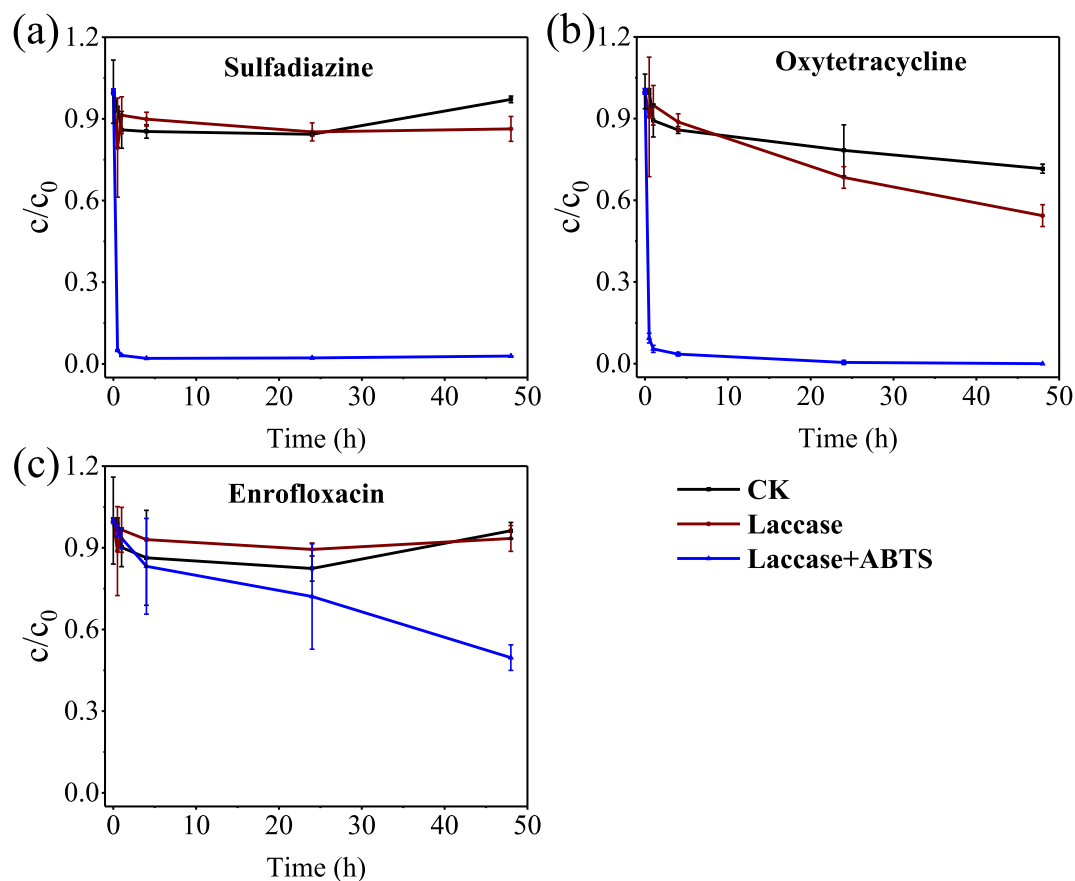 (a)
Sulfadiazine
1.2
0.9
0.6
0.3
0.0
c/c0
0 10 20 30 40 50
Time (h)
(b)
Oxytetracycline
1.2
0.9
0.6
0.3
0.0
c/c0
0 10 20 30 40 50
Time (h)
(c)
Enrofloxacin
1.2
0.9
0.6
0.3
0.0
c/c0
0 10 20 30 40 50
Time (h)
CK
Laccase
Laccase+ABTS